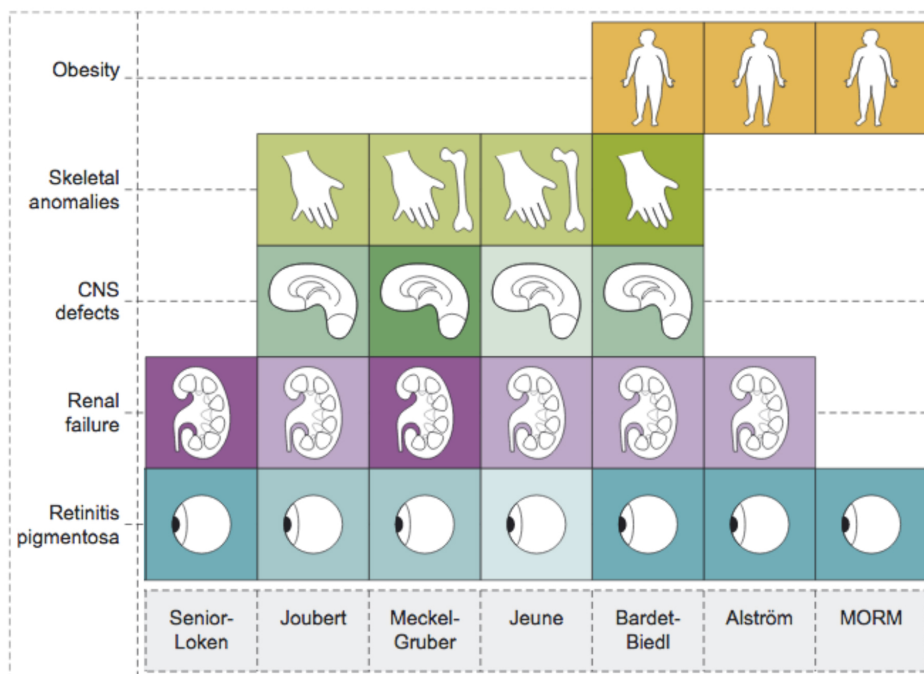 Obesity
Skeletal
anomalies
CNS
defects
Renal
failure
Retinitis
pigmentosa
Senior-
Loken
Joubert
Meckel-
Gruber
Jeune
Bardet-
Biedl
Alström
MORM